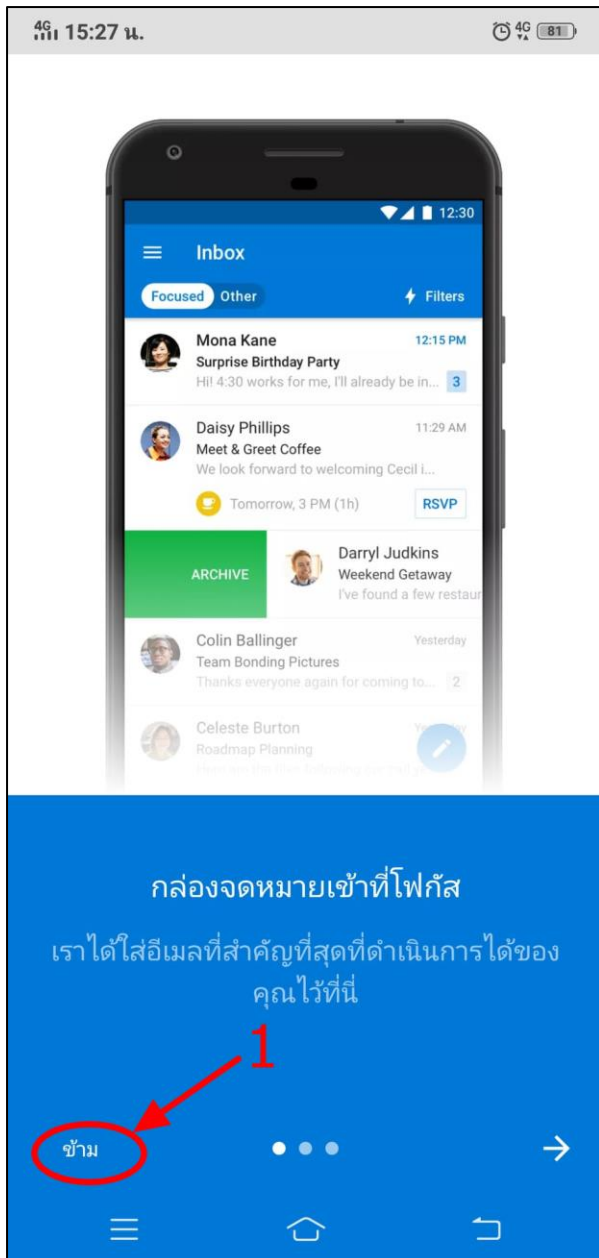 4G 15:27 น. 4G 81
12:30
Inbox
Focused Other Filters
Mona Kane 12:15 PM
Surprise Birthday Party
Hi! 4:30 works for me, I'll already be in... 3
Daisy Phillips 11:29 AM
Meet & Greet Coffee
We look forward to welcoming Cecil i...
Tomorrow, 3 PM (1h) RSVP
ARCHIVE
Darryl Judkins
Weekend Getaway
I've found a few restaur
Colin Ballinger Yesterday
Team Bonding Pictures
Thanks everyone again for coming to... 2
Celeste Burton
Roadmap Planning
กล่องจดหมายเข้าที่โฟกัส
เราได้ใส่อีเมลที่สำคัญที่สุดที่ดำเนินการได้ของ
คุณไว้ที่นี่
1
ข้าม